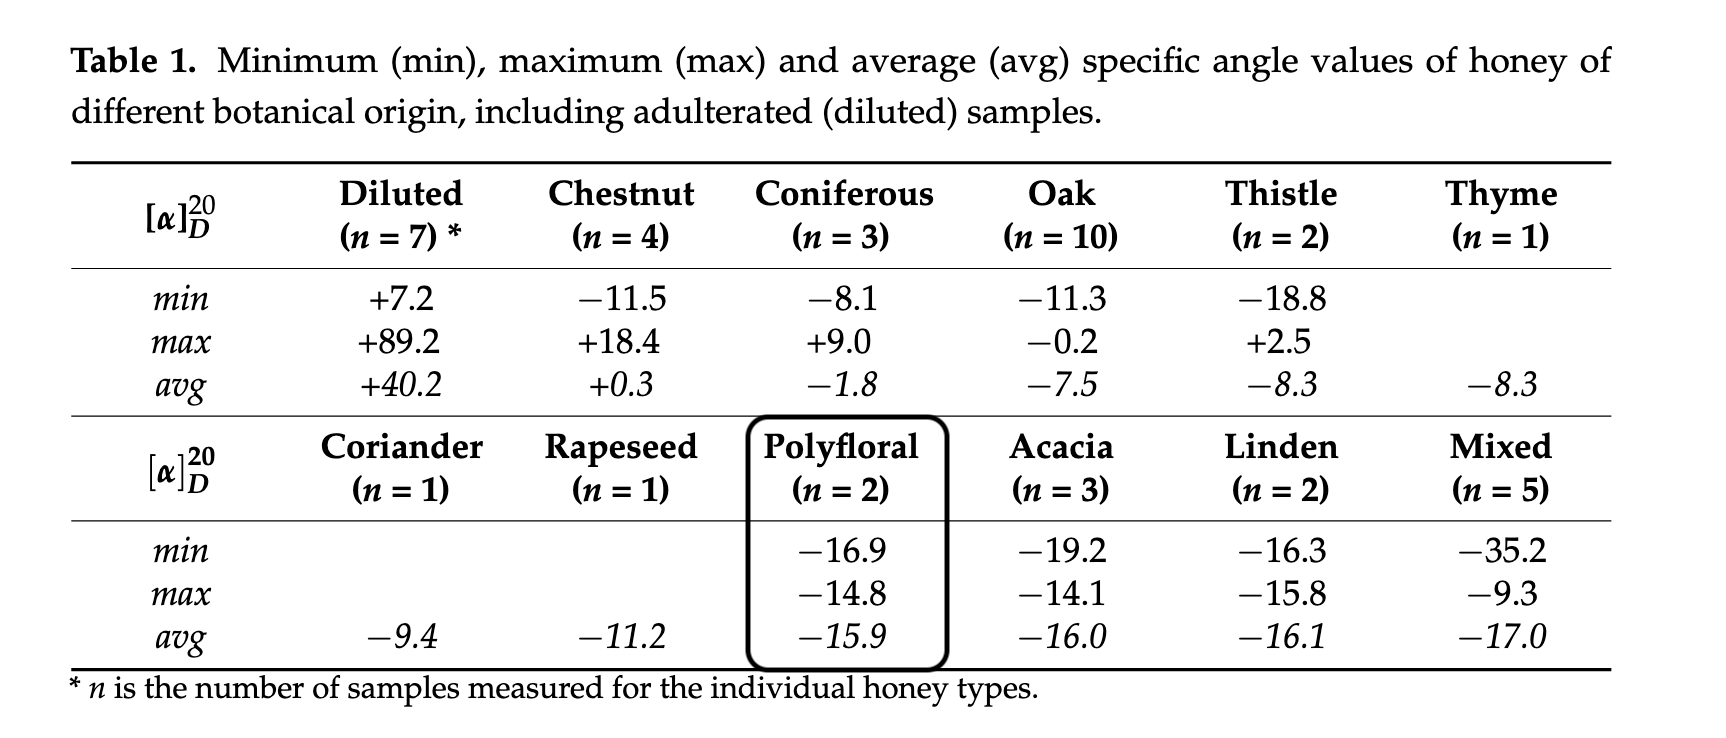 Table 1. Minimum (min), maximum (max) and average (avg) specific angle values of honey of
different botanical origin, including adulterated (diluted) samples.
[α]20D Diluted (n = 7) * Chestnut (n = 4) Coniferous (n = 3) Oak (n = 10) Thistle (n = 2) Thyme (n = 1)
min +7.2 −11.5 −8.1 −11.3 −18.8
max +89.2 +18.4 +9.0 −0.2 +2.5
avg +40.2 +0.3 −1.8 −7.5 −8.3 −8.3
[α]20D Coriander (n = 1) Rapeseed (n = 1) Polyfloral (n = 2) Acacia (n = 3) Linden (n = 2) Mixed (n = 5)
min −16.9 −19.2 −16.3 −35.2
max −14.8 −14.1 −15.8 −9.3
avg −9.4 −11.2 −15.9 −16.0 −16.1 −17.0
* n is the number of samples measured for the individual honey types.